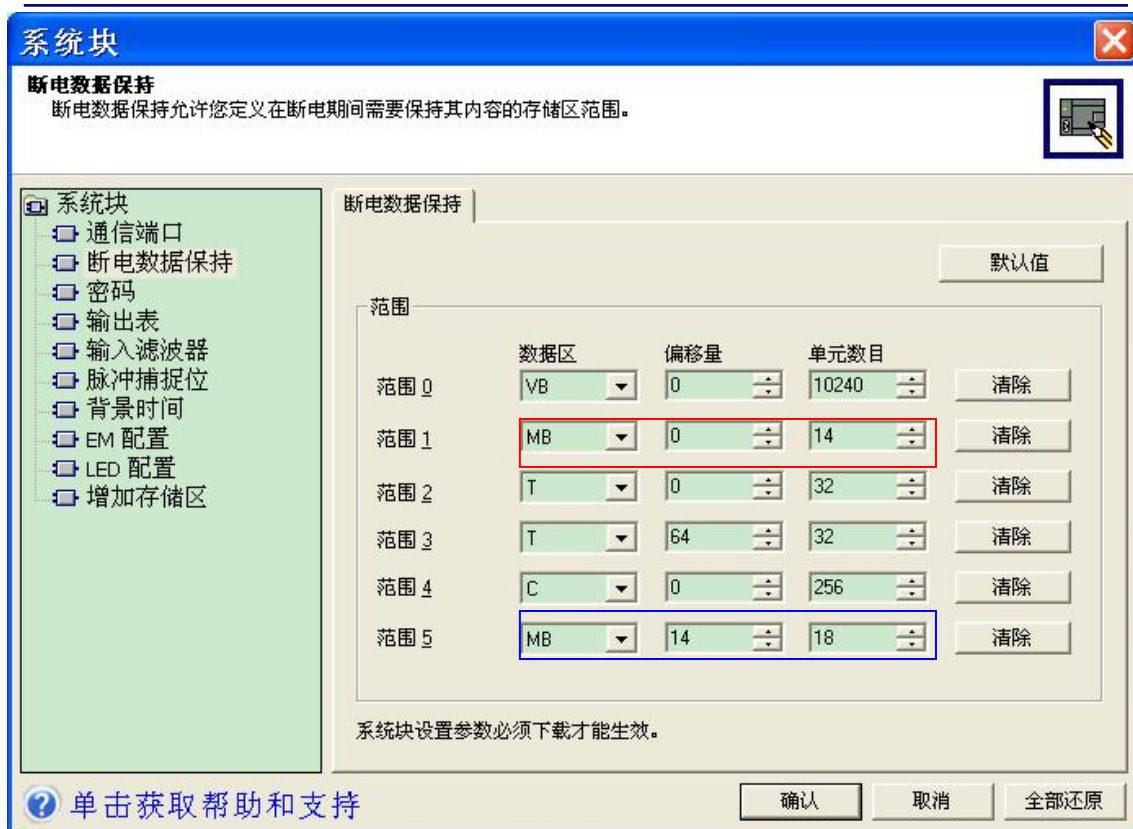 系统块
断电数据保持
断电数据保持允许您定义在断电期间需要保持其内容的存储区范围。
系统块
通信端口
断电数据保持
密码
输出表
输入滤波器
脉冲捕捉位
背景时间
EM 配置
LED 配置
增加存储区
断电数据保持
默认值
范围
数据区 偏移量 单元数目
范围 0 VB 0 10240 清除
范围 1 MB 0 14 清除
范围 2 T 0 32 清除
范围 3 T 64 32 清除
范围 4 C 0 256 清除
范围 5 MB 14 18 清除
系统块设置参数必须下载才能生效。
单击获取帮助和支持
确认 取消 全部还原